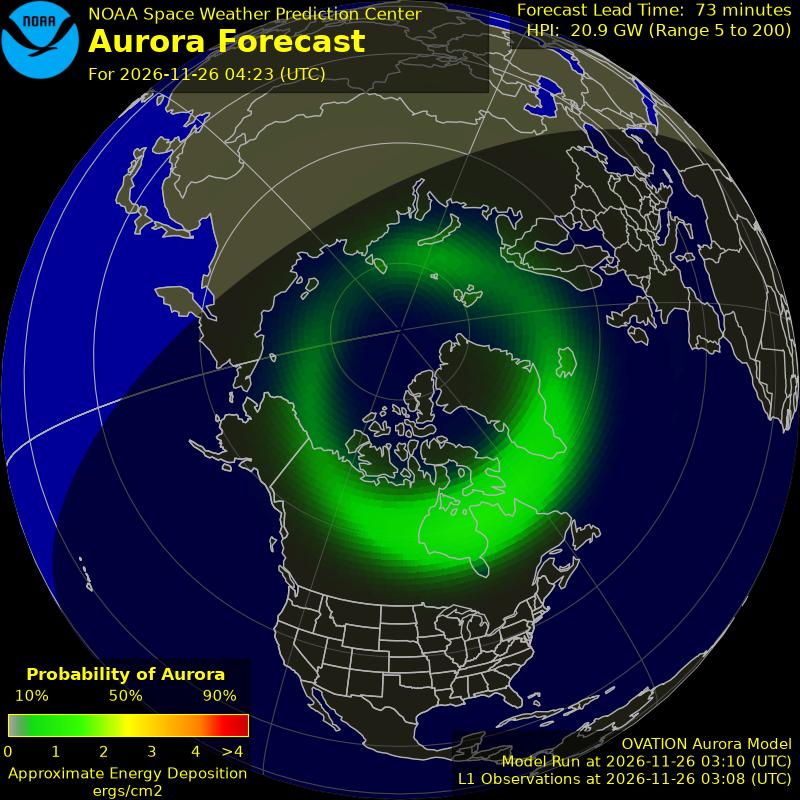 NOAA
NOAA Space Weather Prediction Center
Aurora Forecast
For 2026-11-26 04:23 (UTC)
Forecast Lead Time: 73 minutes
HPI: 20.9 GW (Range 5 to 200)
Probability of Aurora
10% 50% 90%
0 1 2 3 4 >4
Approximate Energy Deposition
ergs/cm2
OVATION Aurora Model
Model Run at 2026-11-26 03:10 (UTC)
L1 Observations at 2026-11-26 03:08 (UTC)